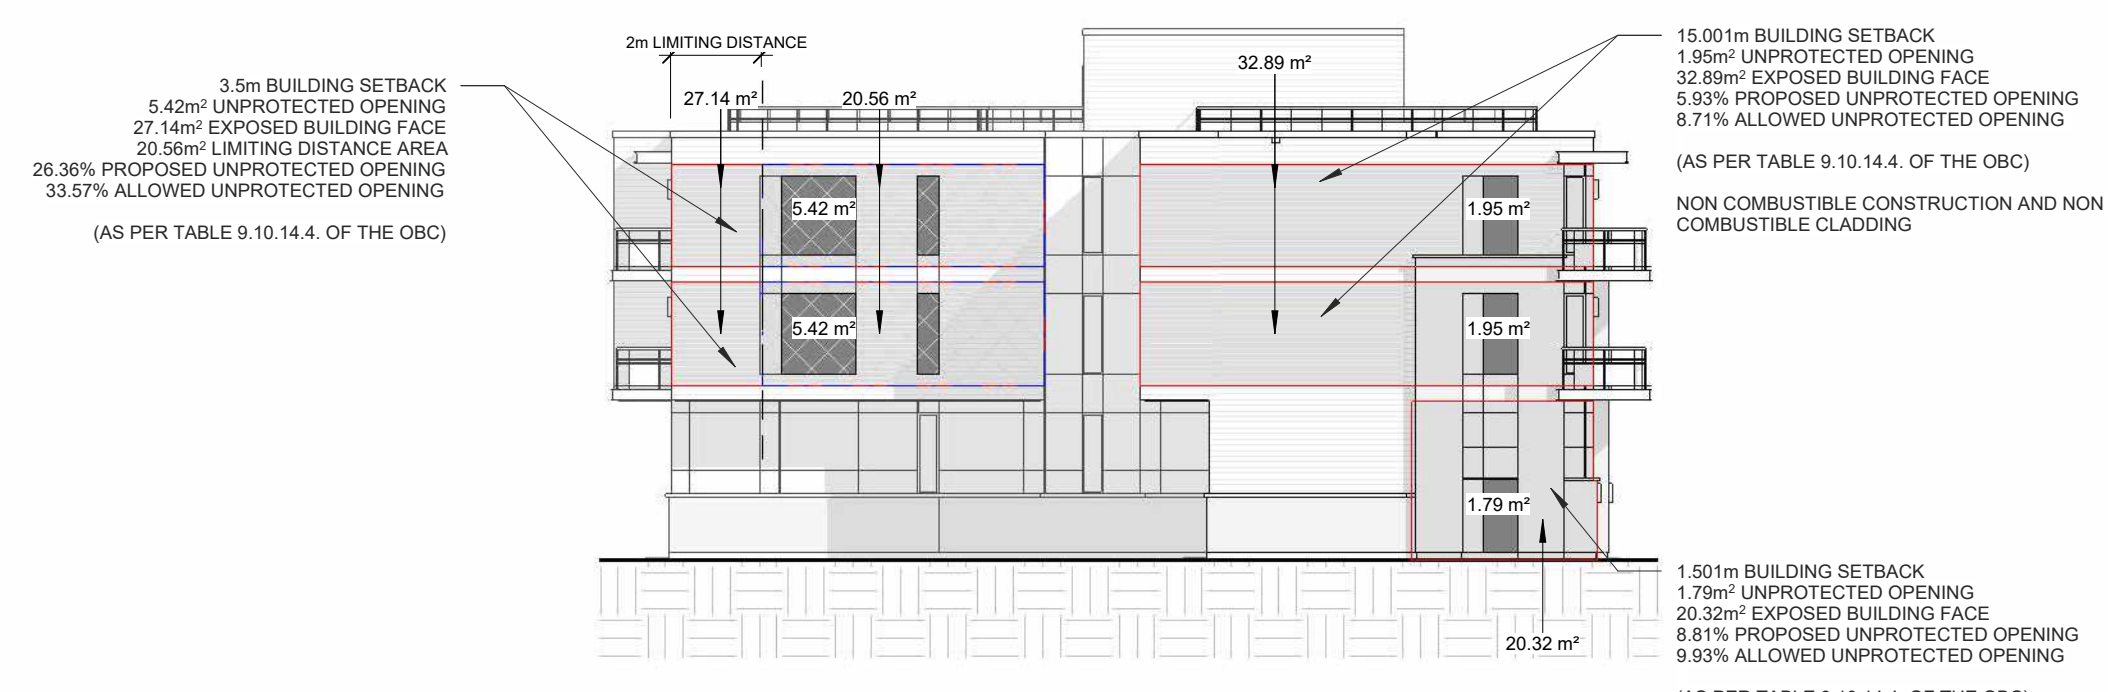 2m LIMITING DISTANCE
3.5m BUILDING SETBACK
5.42m² UNPROTECTED OPENING
27.14m² EXPOSED BUILDING FACE
20.56m² LIMITING DISTANCE AREA
26.36% PROPOSED UNPROTECTED OPENING
33.57% ALLOWED UNPROTECTED OPENING
(AS PER TABLE 9.10.14.4. OF THE OBC)
27.14 m²
20.56 m²
32.89 m²
15.001m BUILDING SETBACK
1.95m² UNPROTECTED OPENING
32.89m² EXPOSED BUILDING FACE
5.93% PROPOSED UNPROTECTED OPENING
8.71% ALLOWED UNPROTECTED OPENING
(AS PER TABLE 9.10.14.4. OF THE OBC)
NON COMBUSTIBLE CONSTRUCTION AND NON
COMBUSTIBLE CLADDING
5.42 m²
1.95 m²
5.42 m²
1.95 m²
1.79 m²
20.32 m²
1.501m BUILDING SETBACK
1.79m² UNPROTECTED OPENING
20.32m² EXPOSED BUILDING FACE
8.81% PROPOSED UNPROTECTED OPENING
9.93% ALLOWED UNPROTECTED OPENING